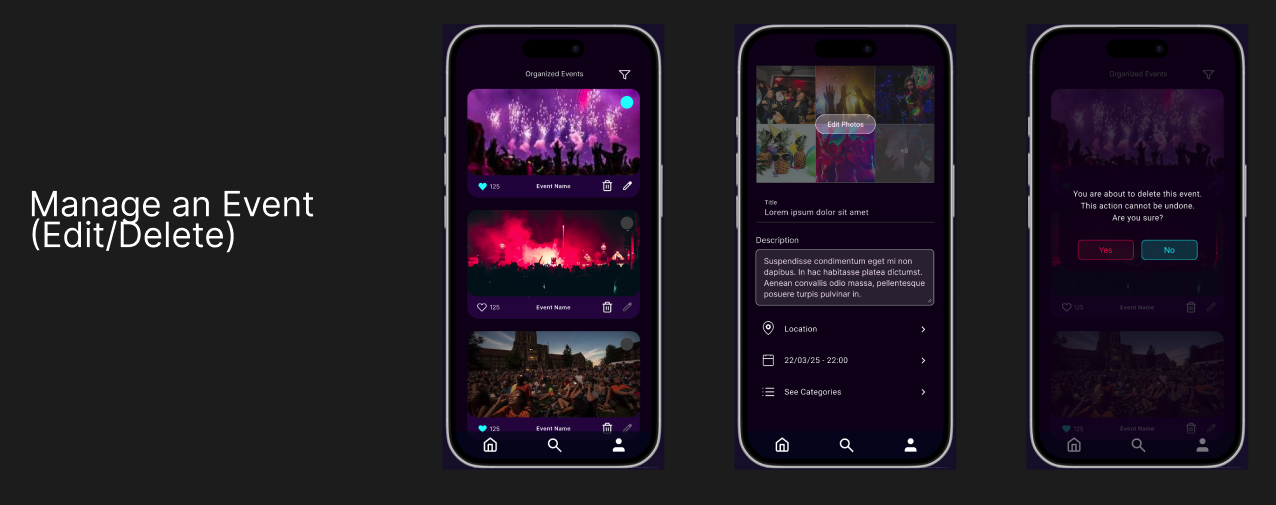 Manage an Event
(Edit/Delete)
Organized Events
125
Event Name
125
Event Name
125
Event Name
Edit Photos
+6
Title
Lorem ipsum dolor sit amet
Description
Suspendisse condimentum eget mi non
dapibus. In hac habitasse platea dictumst.
Aenean convallis odio massa, pellentesque
posuere turpis pulvinar in.
Location
22/03/25 - 22:00
See Categories
Organized Events
You are about to delete this event.
This action cannot be undone.
Are you sure?
Yes
No
125
Event Name
125
Event Name